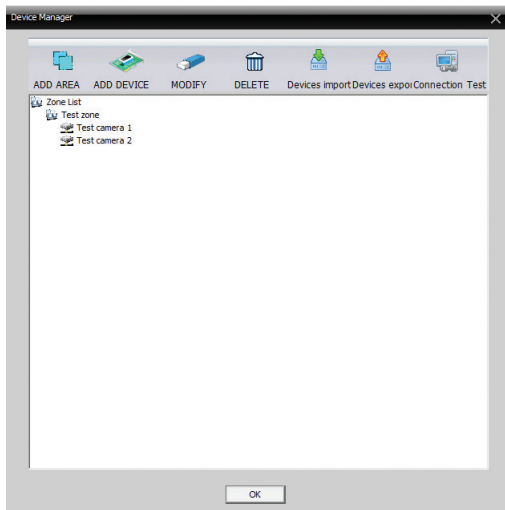 Device Manager
ADD AREA ADD DEVICE MODIFY DELETE Devices import Devices expor Connection Test
Zone List
Test zone
Test camera 1
Test camera 2
OK